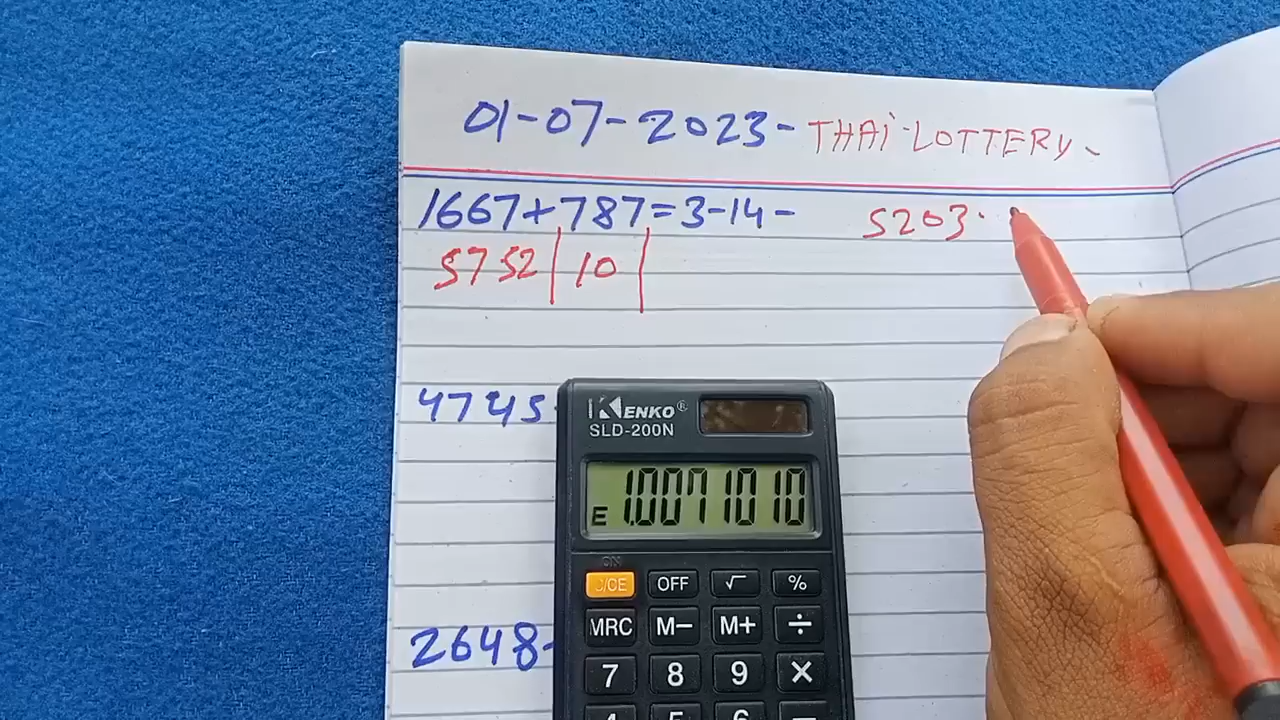 01-07-2023- THAi-LOTTERY-
1667+787=3-14- 5203.
5752|10|
4745
KENKO®
SLD-200N
E 1.0071010
ON
/CE OFF √ %
MRC M− M+ ÷
2648-
7 8 9 ×